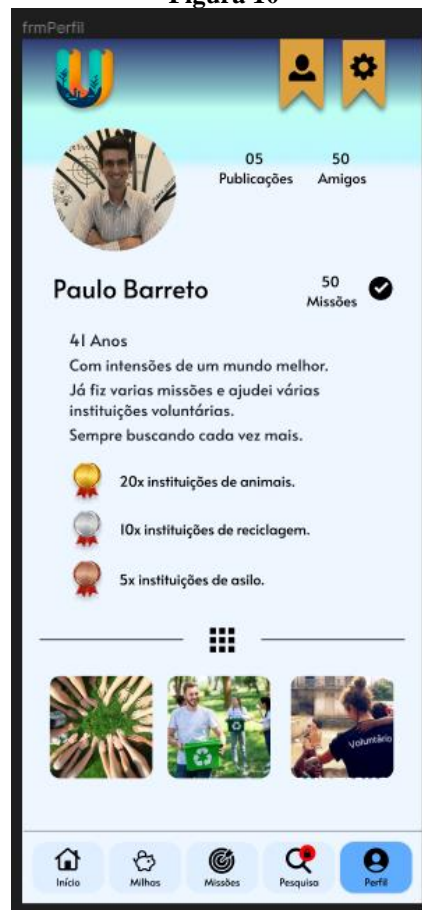 Figura 10
frmPerfil
U
05
Publicações
50
Amigos
Paulo Barreto
50
Missões
41 Anos
Com intensões de um mundo melhor.
Já fiz varias missões e ajudei várias
instituições voluntárias.
Sempre buscando cada vez mais.
20x instituições de animais.
10x instituições de reciclagem.
5x instituições de asilo.
Voluntário
Início
Milhas
Missões
Pesquisa
Perfil